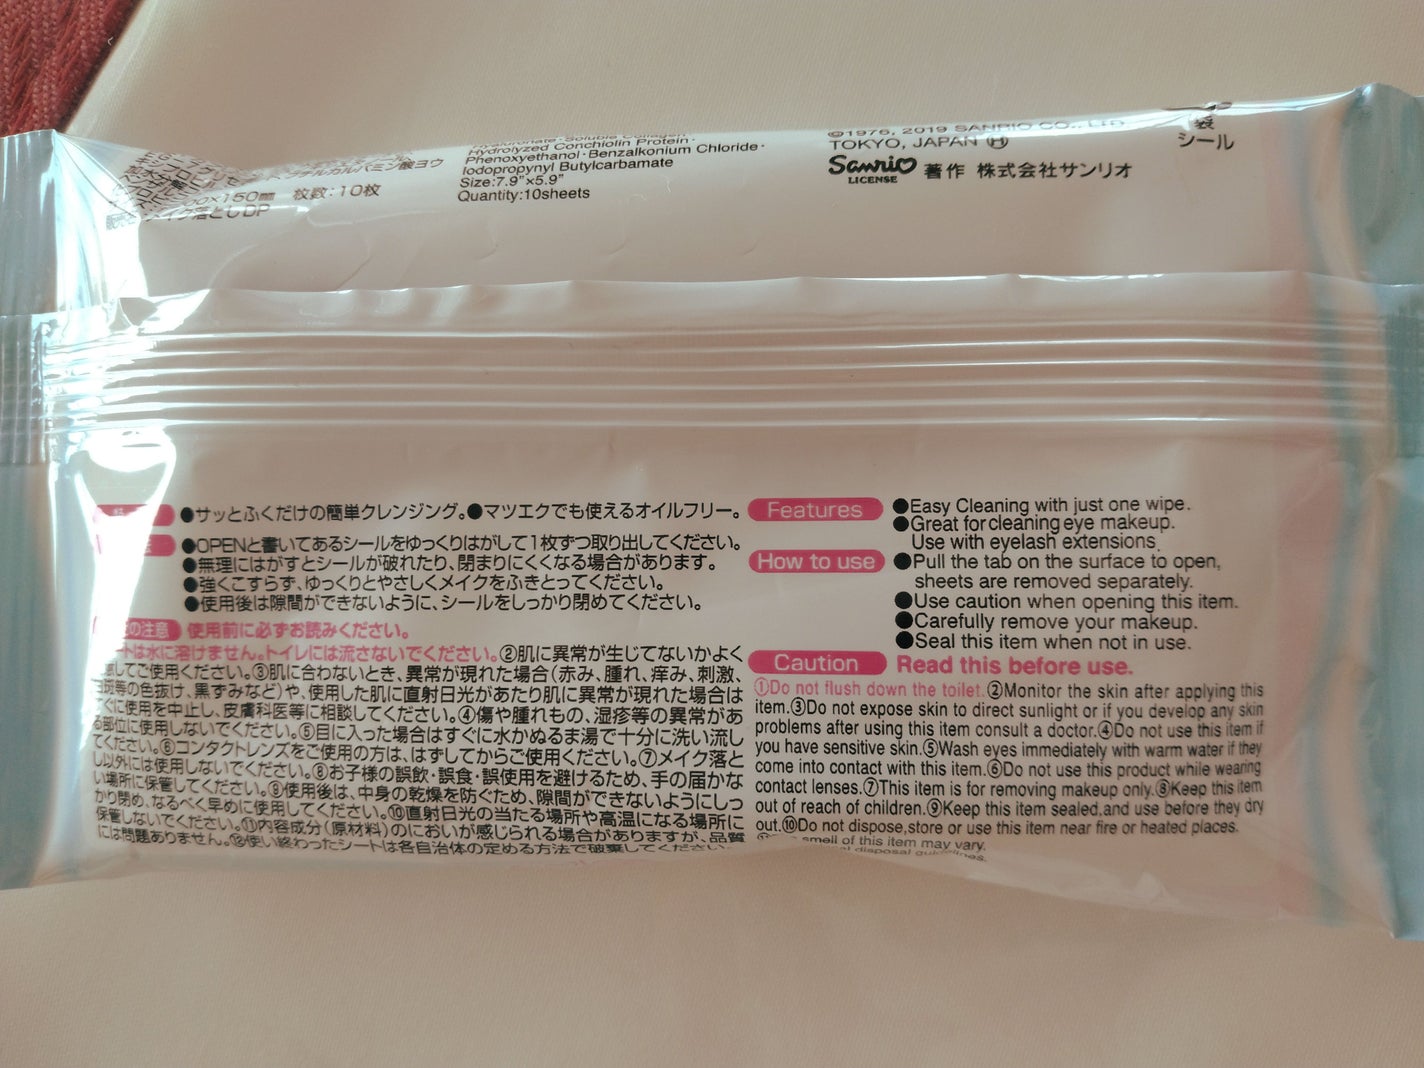 ブチルカルバミン酸ヨウ
×150㎜ 枚数:10枚
メイク落としDP
Hydrolyzed Conchiolin Protein·
Phenoxyethanol·Benzalkonium Chloride·
Iodopropynyl Butylcarbamate
Size:7.9"×5.9"
Quantity:10sheets
©1976, 2019 SANRIO CO., LTD.
TOKYO, JAPAN Ⓗ
Sanrio
LICENSE
著作 株式会社サンリオ
袋
シール
●サッとふくだけの簡単クレンジング。●マツエクでも使えるオイルフリー。
●OPENと書いてあるシールをゆっくりはがして1枚ずつ取り出してください。
●無理にはがすとシールが破れたり、閉まりにくくなる場合があります。
●強くこすらず、ゆっくりとやさしくメイクをふきとってください。
●使用後は隙間ができないように、シールをしっかり閉めてください。
の注意 使用前に必ずお読みください。
ートは水に溶けません。トイレには流さないでください。②肌に異常が生じてないかよく
してご使用ください。③肌に合わないとき、異常が現れた場合(赤み、腫れ、痒み、刺激、
白斑等の色抜け、黒ずみなど)や、使用した肌に直射日光があたり肌に異常が現れた場合は
ぐに使用を中止し、皮膚科医等に相談してください。④傷や腫れもの、湿疹等の異常があ
る部位に使用しないでください。⑤目に入った場合はすぐに水かぬるま湯で十分に洗い流し
てください。⑥コンタクトレンズをご使用の方は、はずしてからご使用ください。⑦メイク落と
し以外には使用しないでください。⑧お子様の誤飲・誤食・誤使用を避けるため、手の届かな
い場所に保管してください。⑨使用後は、中身の乾燥を防ぐため、隙間ができないようにしっ
かり閉め、なるべく早めに使用してください。⑩直射日光の当たる場所や高温になる場所に
保管しないでください。⑪内容成分(原材料)のにおいが感じられる場合がありますが、品質
には問題ありません。⑫使い終わったシートは各自治体の定める方法で破棄してください。
Features
●Easy Cleaning with just one wipe.
●Great for cleaning eye makeup.
Use with eyelash extensions.
How to use
●Pull the tab on the surface to open,
sheets are removed separately.
●Use caution when opening this item.
●Carefully remove your makeup.
●Seal this item when not in use.
Caution Read this before use.
①Do not flush down the toilet.②Monitor the skin after applying this
item.③Do not expose skin to direct sunlight or if you develop any skin
problems after using this item consult a doctor.④Do not use this item if
you have sensitive skin.⑤Wash eyes immediately with warm water if they
come into contact with this item.⑥Do not use this product while wearing
contact lenses.⑦This item is for removing makeup only.⑧Keep this item
out of reach of children.⑨Keep this item sealed.and use before they dry
out.⑩Do not dispose,store or use this item near fire or heated places.
smell of this item may vary.
disposal guidelines.